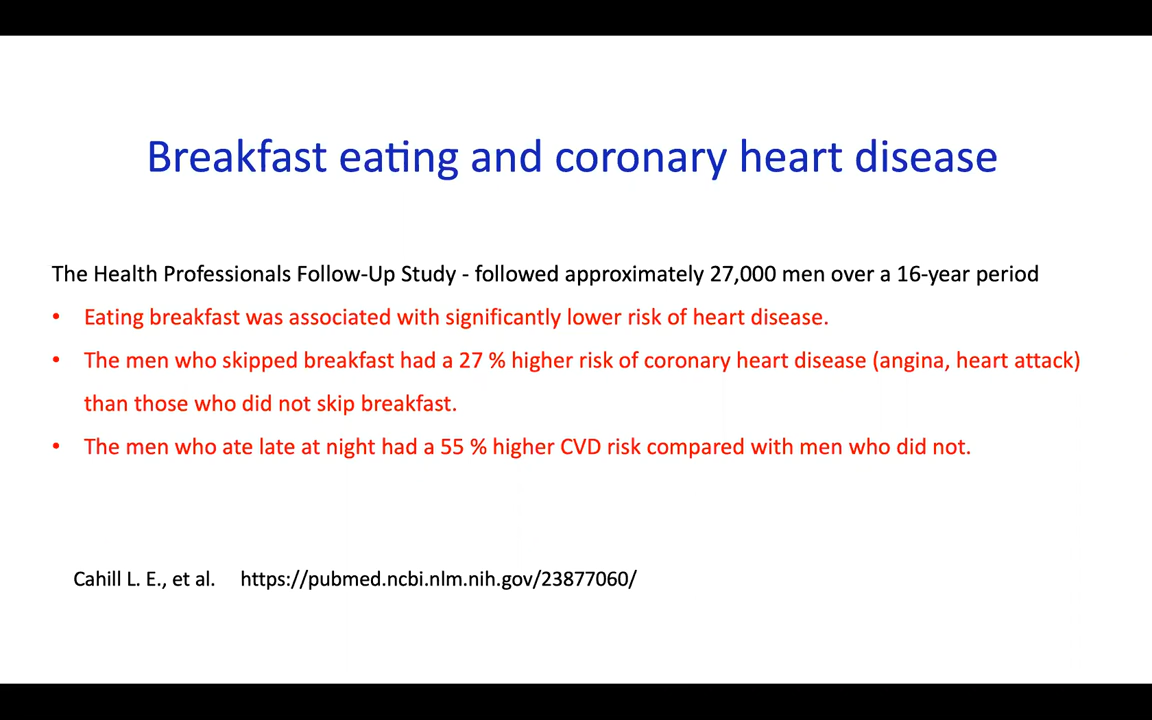 Breakfast eating and coronary heart disease
The Health Professionals Follow-Up Study - followed approximately 27,000 men over a 16-year period
• Eating breakfast was associated with significantly lower risk of heart disease.
• The men who skipped breakfast had a 27 % higher risk of coronary heart disease (angina, heart attack)
than those who did not skip breakfast.
• The men who ate late at night had a 55 % higher CVD risk compared with men who did not.
Cahill L. E., et al. https://pubmed.ncbi.nlm.nih.gov/23877060/